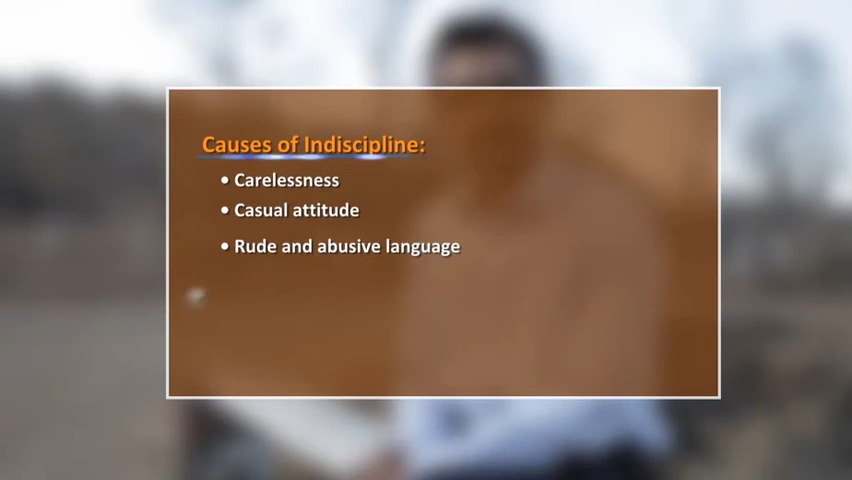 Causes of Indiscipline:
• Carelessness
• Casual attitude
• Rude and abusive language